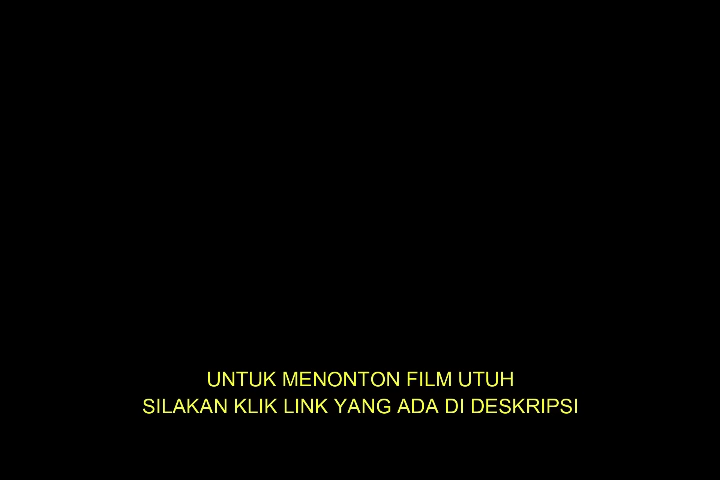 UNTUK MENONTON FILM UTUH
SILAKAN KLIK LINK YANG ADA DI DESKRIPSI